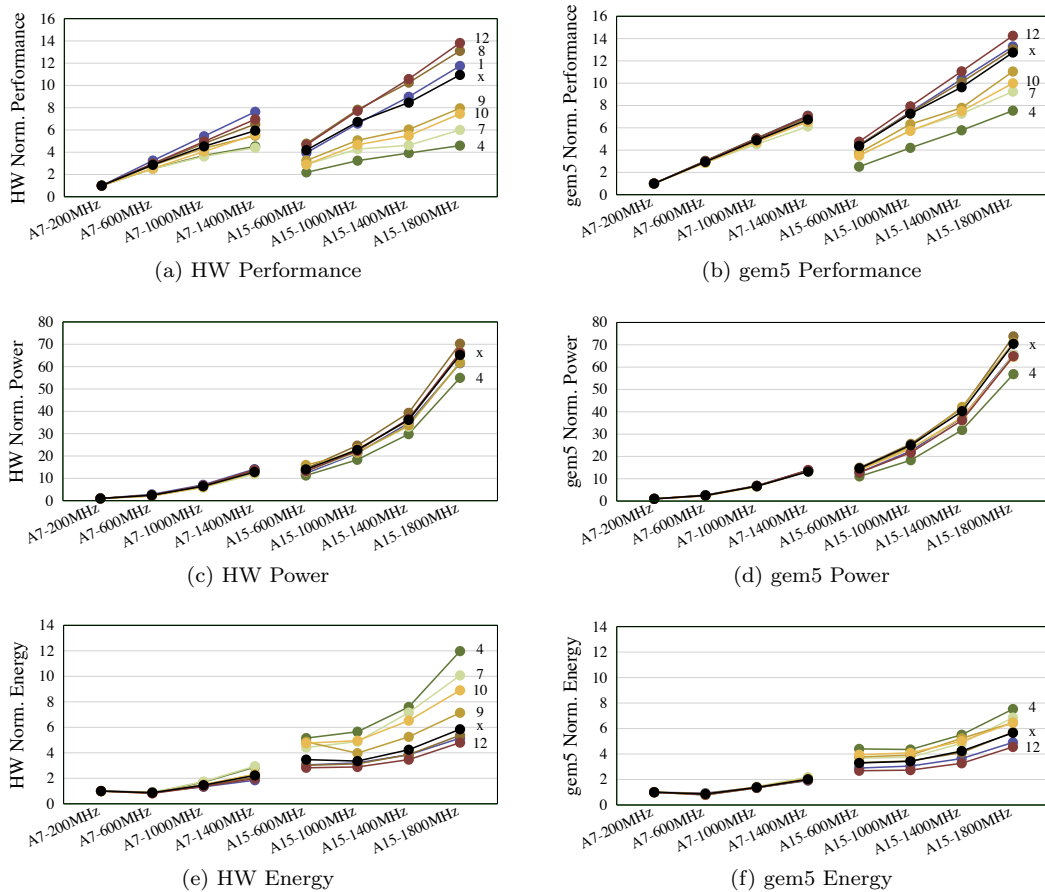 HW Norm. Performance
16
14
12
10
8
6
4
2
0
12
8
1
x
9
10
7
4
A7-200MHz
A7-600MHz
A7-1000MHz
A7-1400MHz
A15-600MHz
A15-1000MHz
A15-1400MHz
A15-1800MHz
(a) HW Performance
gem5 Norm. Performance
16
14
12
10
8
6
4
2
0
12
x
10
7
4
A7-200MHz
A7-600MHz
A7-1000MHz
A7-1400MHz
A15-600MHz
A15-1000MHz
A15-1400MHz
A15-1800MHz
(b) gem5 Performance
HW Norm. Power
80
70
60
50
40
30
20
10
0
x
4
A7-200MHz
A7-600MHz
A7-1000MHz
A7-1400MHz
A15-600MHz
A15-1000MHz
A15-1400MHz
A15-1800MHz
(c) HW Power
gem5 Norm. Power
80
70
60
50
40
30
20
10
0
x
4
A7-200MHz
A7-600MHz
A7-1000MHz
A7-1400MHz
A15-600MHz
A15-1000MHz
A15-1400MHz
A15-1800MHz
(d) gem5 Power
HW Norm. Energy
14
12
10
8
6
4
2
0
4
7
10
9
x
12
A7-200MHz
A7-600MHz
A7-1000MHz
A7-1400MHz
A15-600MHz
A15-1000MHz
A15-1400MHz
A15-1800MHz
(e) HW Energy
gem5 Norm. Energy
14
12
10
8
6
4
2
0
4
x
12
A7-200MHz
A7-600MHz
A7-1000MHz
A7-1400MHz
A15-600MHz
A15-1000MHz
A15-1400MHz
A15-1800MHz
(f) gem5 Energy